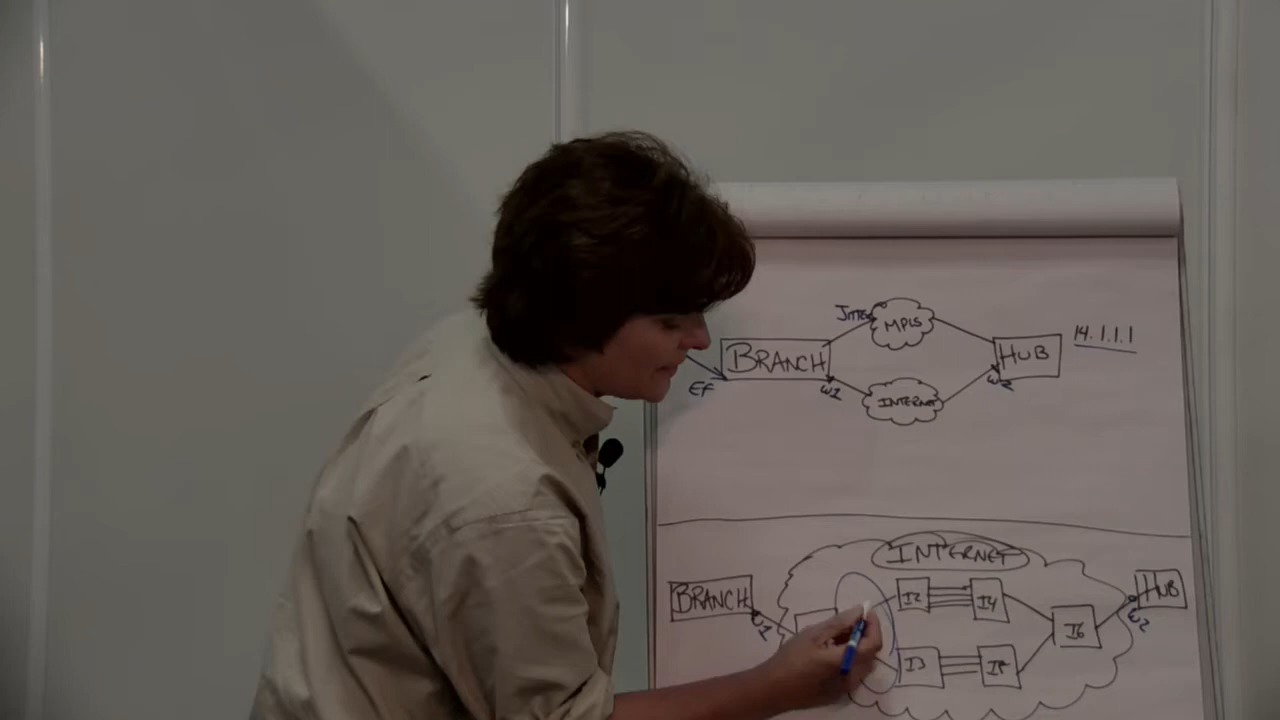 JITTER
MPLS
14.1.1.1
BRANCH
HUB
EF
W1
INTERNET
W2
INTERNET
BRANCH
I2
I4
HUB
W1
I6
W2
I3
I5